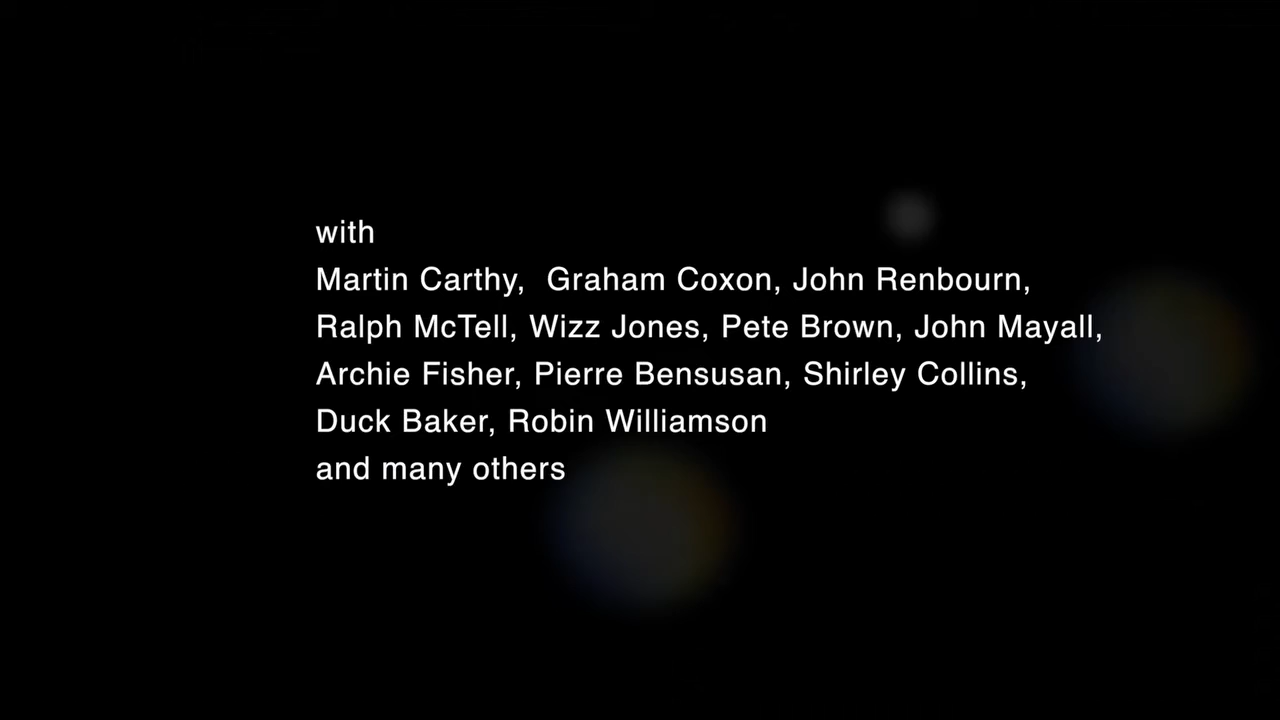 with
Martin Carthy,  Graham Coxon, John Renbourn,
Ralph McTell, Wizz Jones, Pete Brown, John Mayall,
Archie Fisher, Pierre Bensusan, Shirley Collins,
Duck Baker, Robin Williamson
and many others